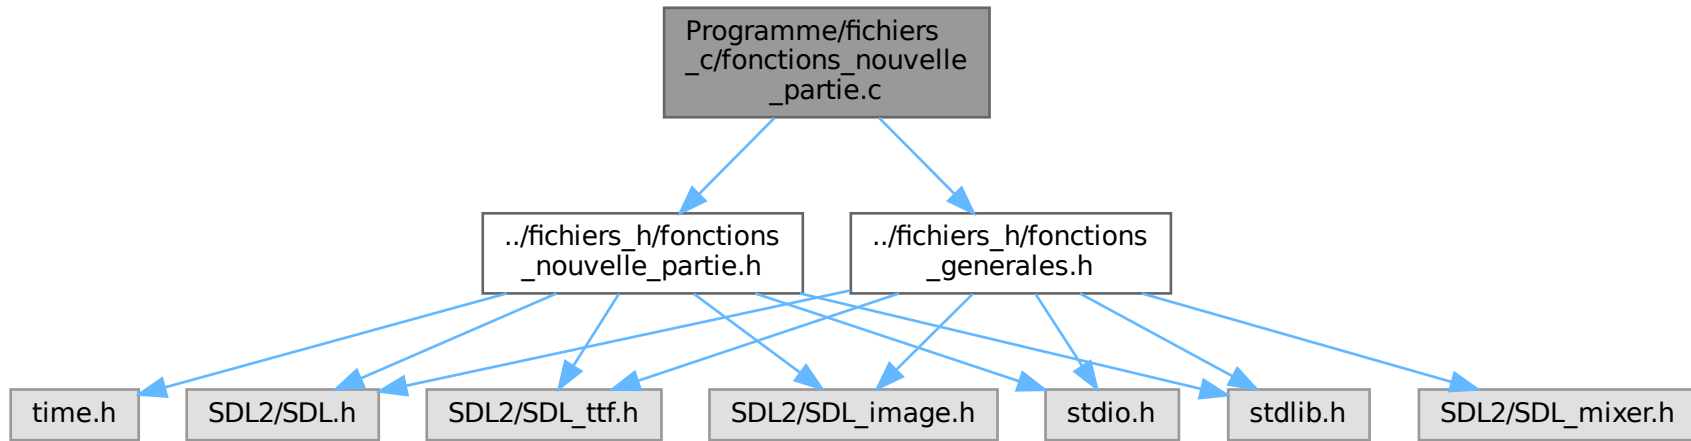 Programme/fichiers
_c/fonctions_nouvelle
_partie.c
../fichiers_h/fonctions
_nouvelle_partie.h
../fichiers_h/fonctions
_generales.h
time.h
SDL2/SDL.h
SDL2/SDL_ttf.h
SDL2/SDL_image.h
stdio.h
stdlib.h
SDL2/SDL_mixer.h